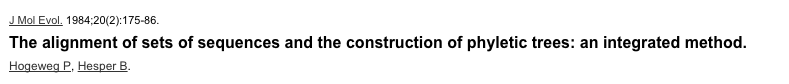 J Mol Evol. 1984;20(2):175-86.
The alignment of sets of sequences and the construction of phyletic trees: an integrated method.
Hogeweg P, Hesper B.